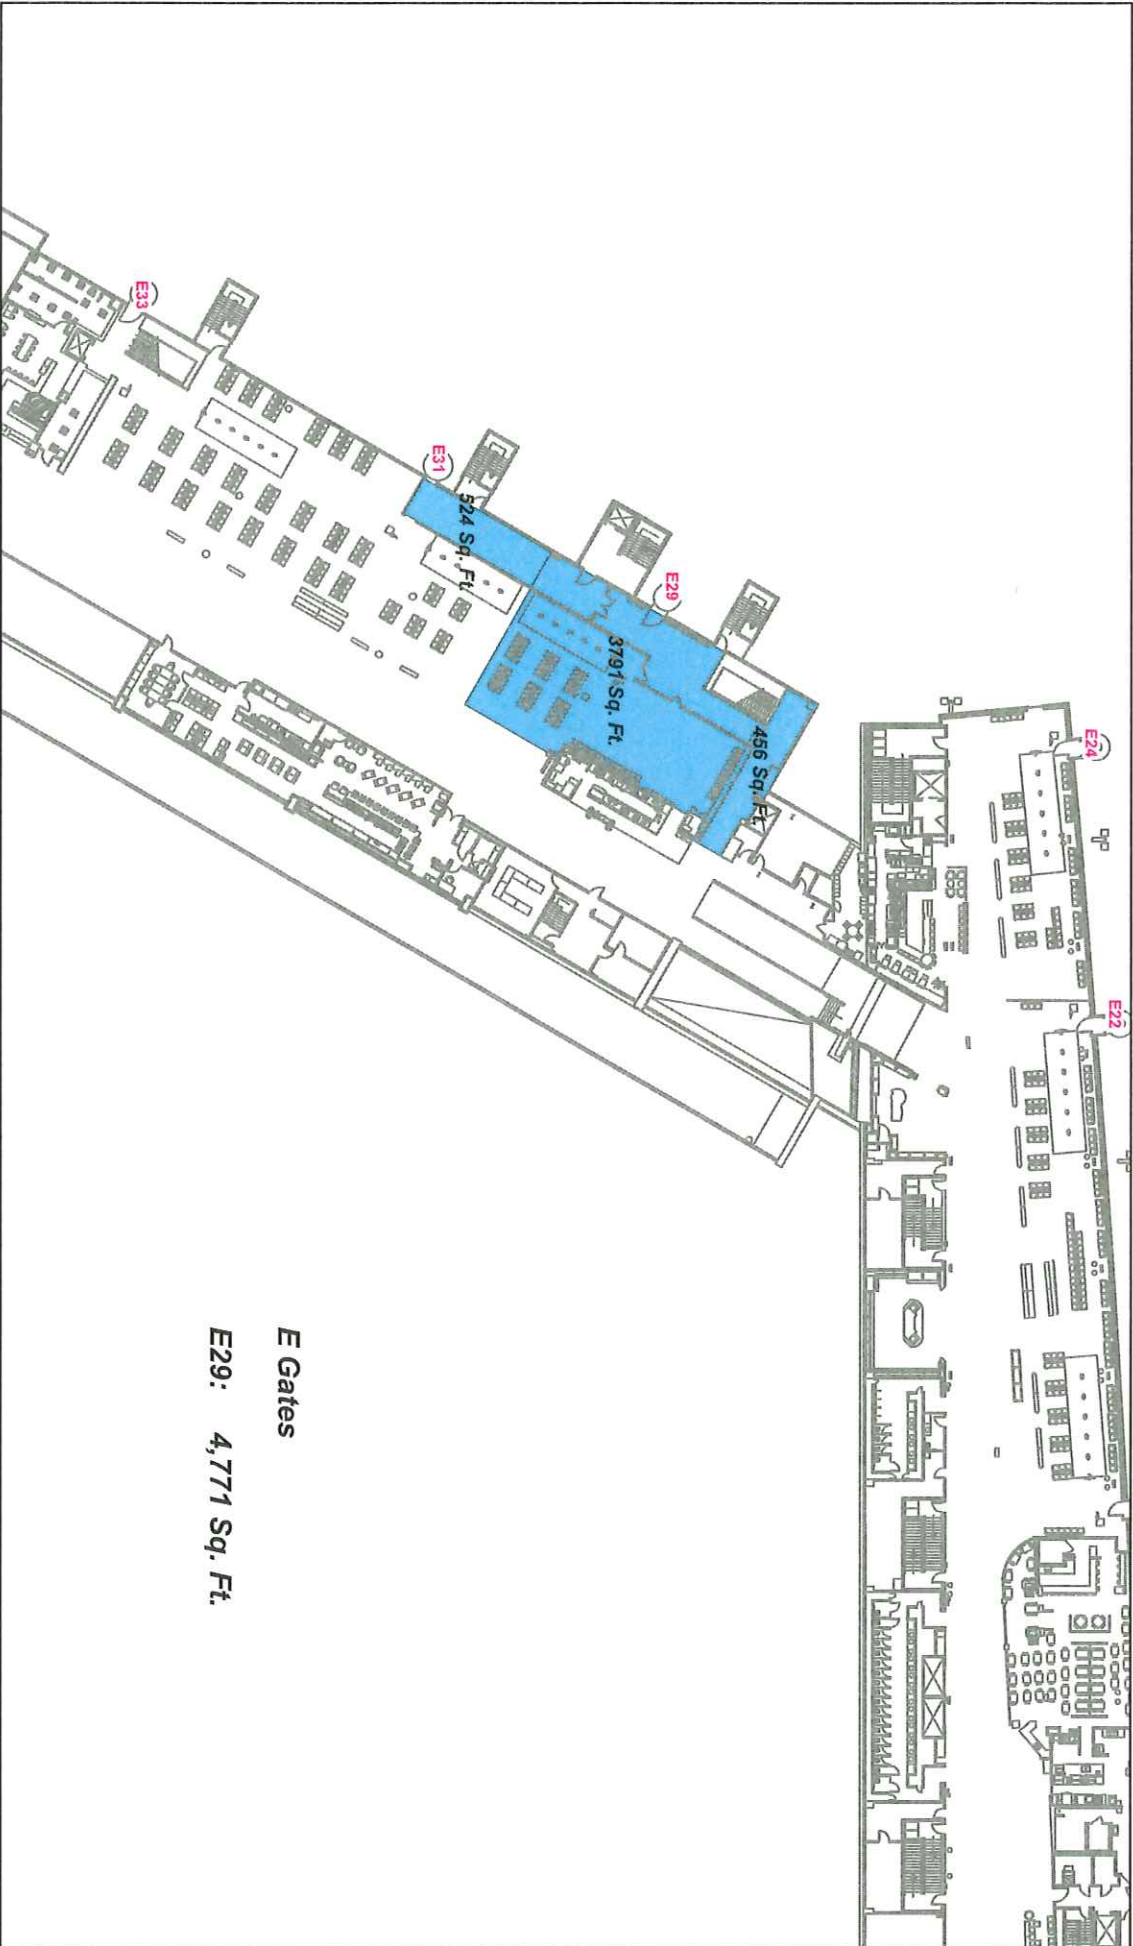 E24
E22
E33
E31
E29
524 Sq. Ft.
3791 Sq. Ft.
456 Sq. Ft.
E Gates
E29: 4,771 Sq. Ft.